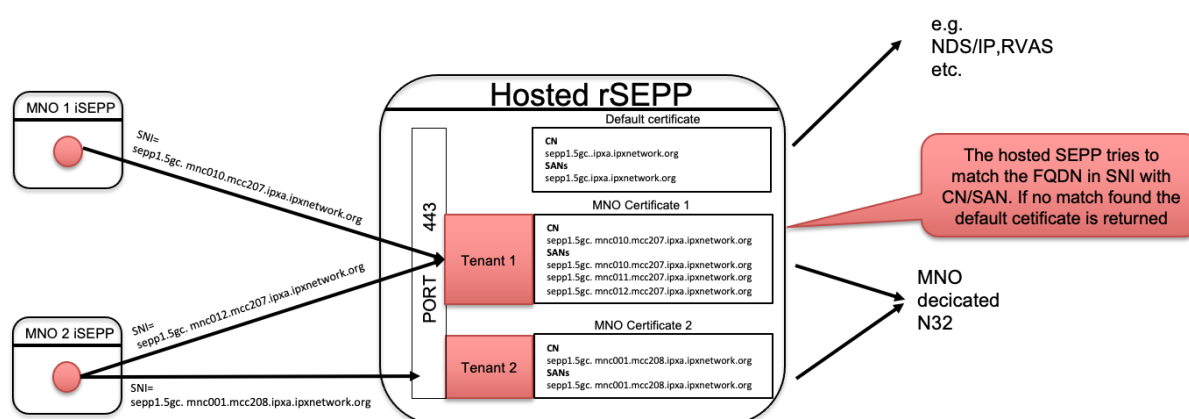 e.g.
NDS/IP,RVAS
etc.
Hosted rSEPP
MNO 1 iSEPP
SNI=
sepp1.5gc. mnc010.mcc207.ipxa.ipxnetwork.org
Default certificate
CN
sepp1.5gc..ipxa.ipxnetwork.org
SANs
sepp1.5gc.ipxa.ipxnetwork.org
The hosted SEPP tries to
match the FQDN in SNI with
CN/SAN. If no match found the
default cetificate is returned
PORT 443
MNO Certificate 1
Tenant 1
CN
sepp1.5gc. mnc010.mcc207.ipxa.ipxnetwork.org
SANs
sepp1.5gc. mnc010.mcc207.ipxa.ipxnetwork.org
sepp1.5gc. mnc011.mcc207.ipxa.ipxnetwork.org
sepp1.5gc. mnc012.mcc207.ipxa.ipxnetwork.org
MNO
decicated
N32
MNO 2 iSEPP
SNI=
sepp1.5gc. mnc012.mcc207.ipxa.ipxnetwork.org
SNI=
sepp1.5gc. mnc001.mcc208.ipxa.ipxnetwork.org
MNO Certificate 2
Tenant 2
CN
sepp1.5gc. mnc001.mcc208.ipxa.ipxnetwork.org
SANs
sepp1.5gc. mnc001.mcc208.ipxa.ipxnetwork.org